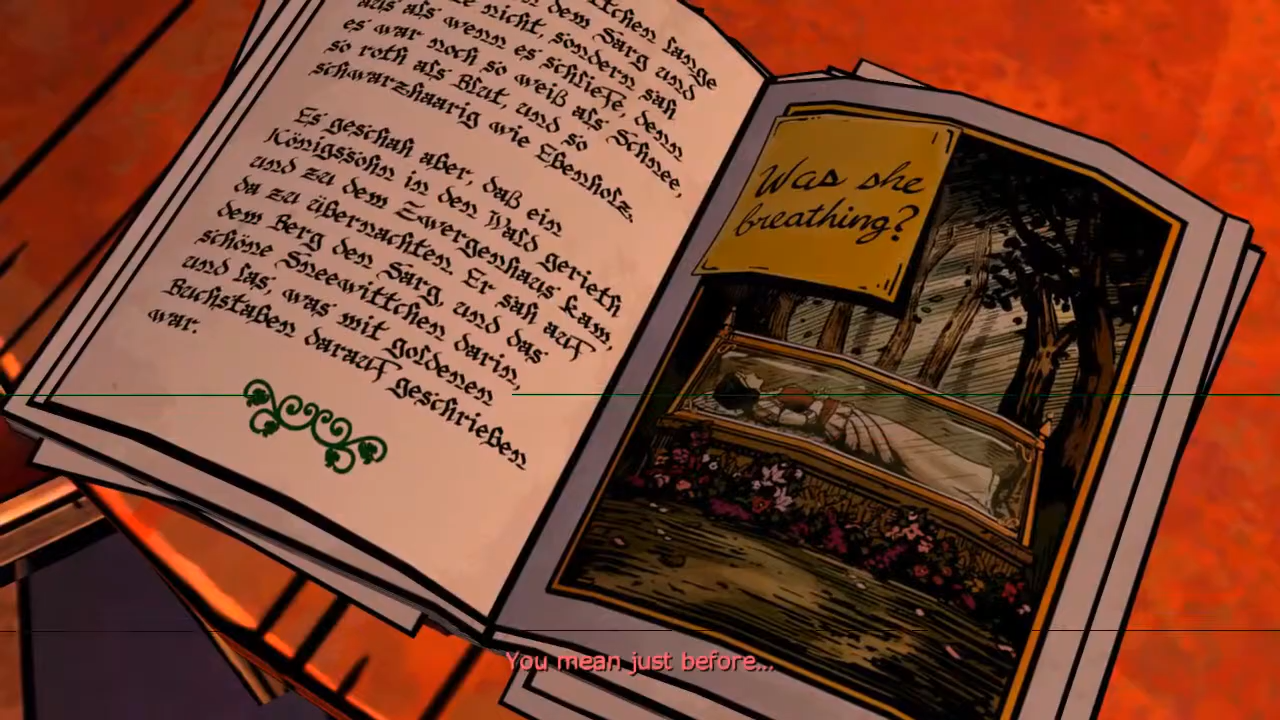 ttchen lange
te nicht, sondern sah
aus als wenn es schliefe, denn
es war noch so weiß als Schnee,
so roth als Blut, und so
schwarzhaarig wie Ebenholz.
Es geschah aber, daß ein
Königssohn in den Wald gerieth
und zu dem Zwergenhaus kam,
da zu übernachten. Er sah auf
dem Berg den Sarg, und das
schöne Sneewittchen darin,
und las, was mit goldenen
Buchstaben darauf geschrieben
war.
Was she
breathing?
You mean just before...